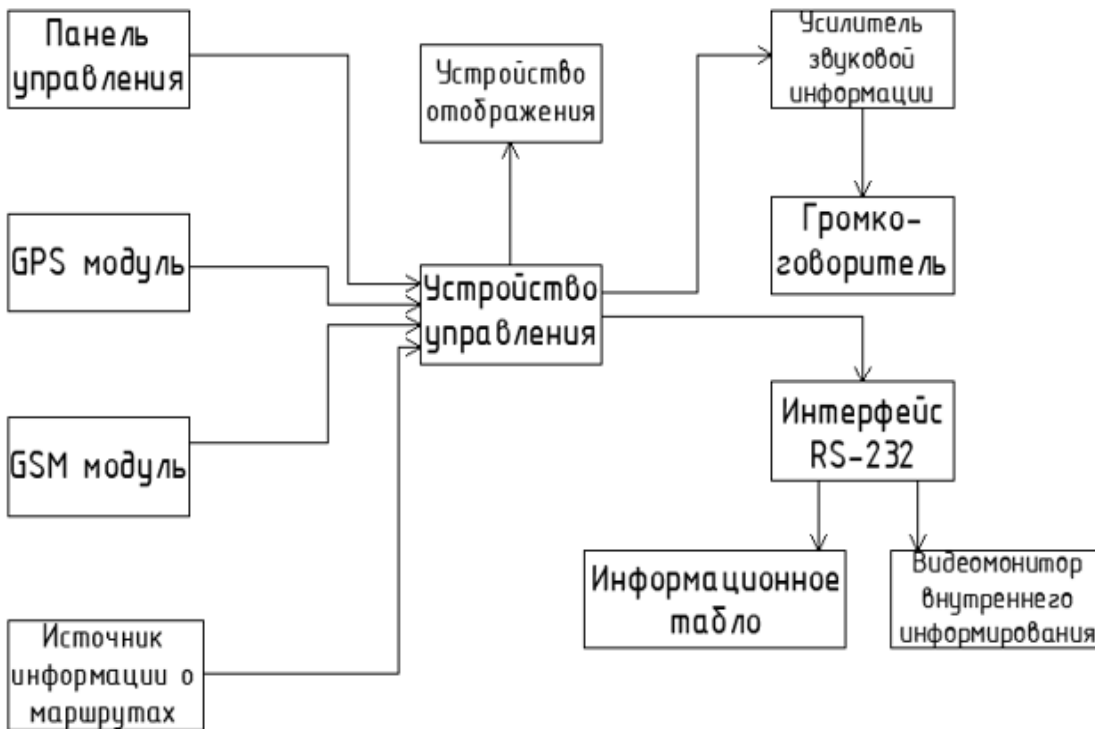 Панель
управления
Устройство
отображения
Усилитель
звуковой
информации
GPS модуль
Громко-
говоритель
Устройство
управления
GSM модуль
Интерфейс
RS-232
Информационное
табло
Видеомонитор
внутреннего
информирования
Источник
информации о
маршрутах